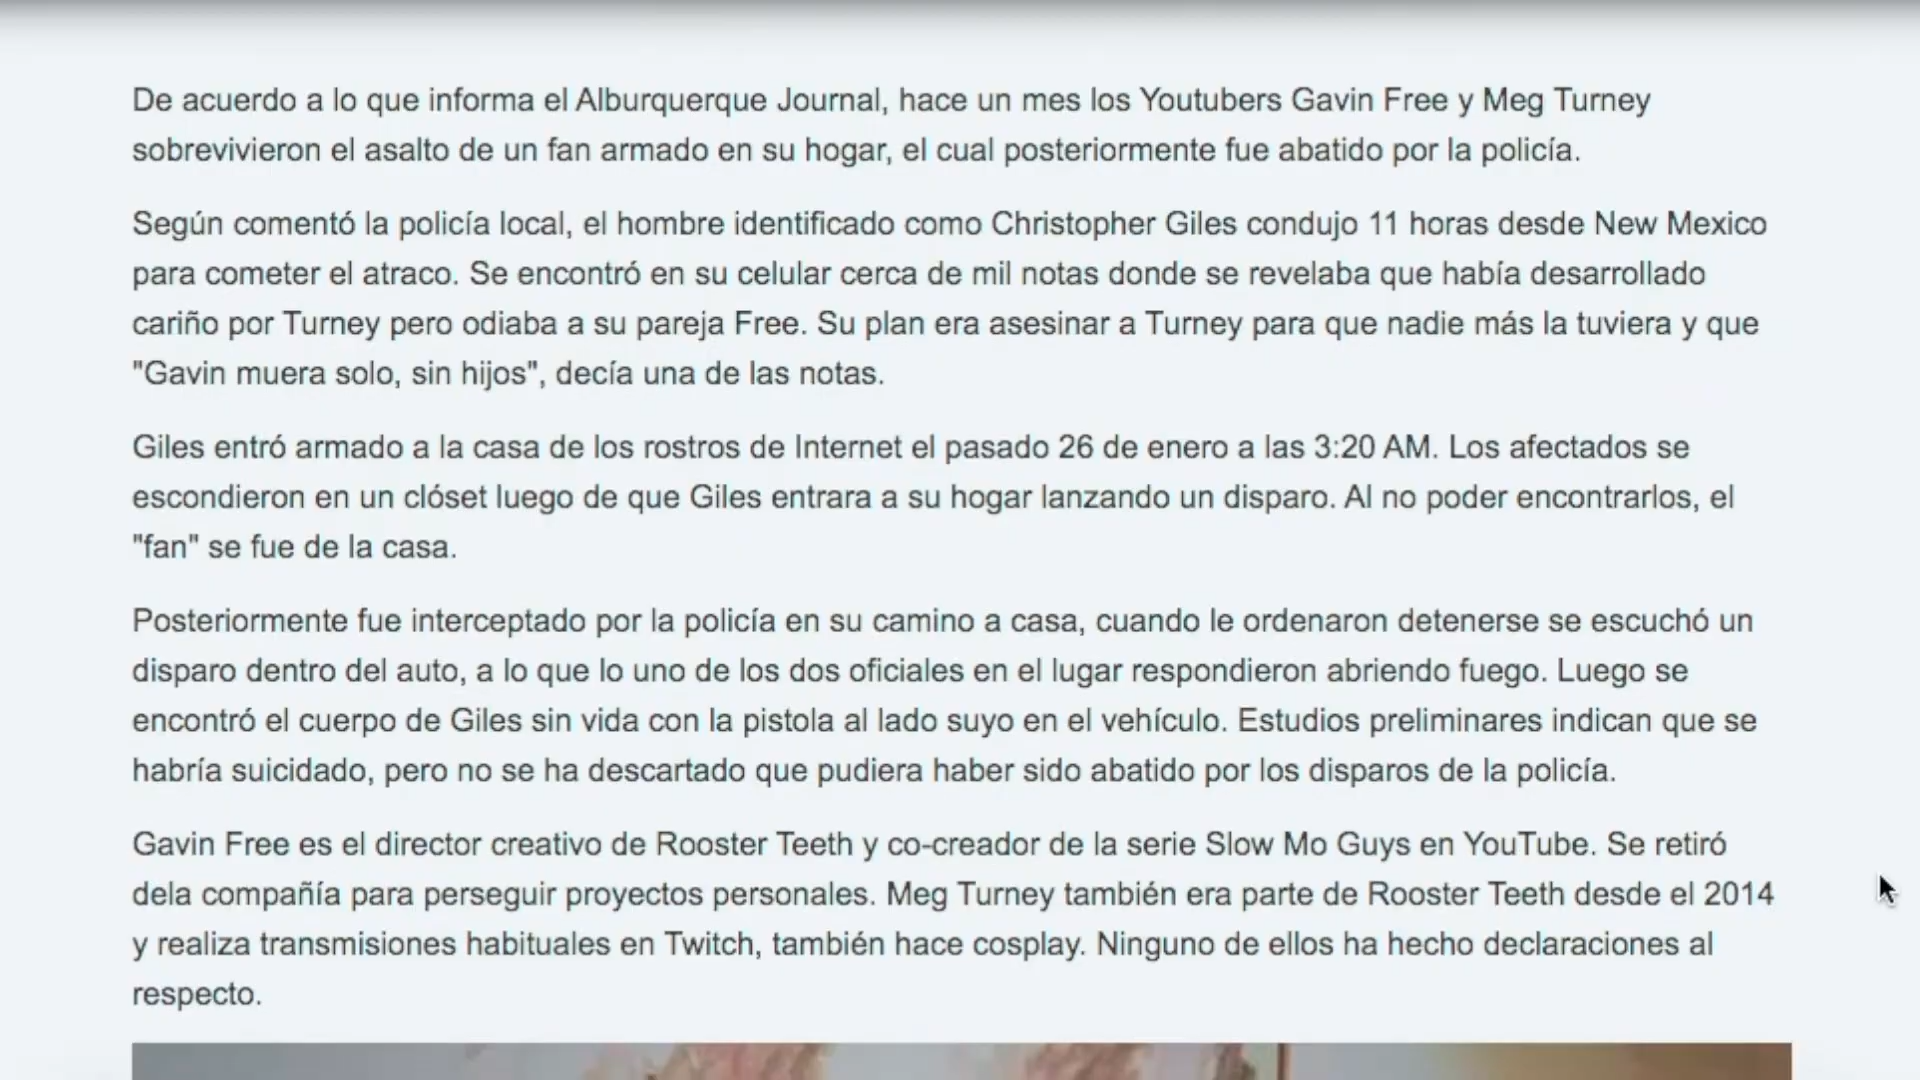 De acuerdo a lo que informa el Alburquerque Journal, hace un mes los Youtubers Gavin Free y Meg Turney
sobrevivieron el asalto de un fan armado en su hogar, el cual posteriormente fue abatido por la policía.
Según comentó la policía local, el hombre identificado como Christopher Giles condujo 11 horas desde New Mexico
para cometer el atraco. Se encontró en su celular cerca de mil notas donde se revelaba que había desarrollado
cariño por Turney pero odiaba a su pareja Free. Su plan era asesinar a Turney para que nadie más la tuviera y que
"Gavin muera solo, sin hijos", decía una de las notas.
Giles entró armado a la casa de los rostros de Internet el pasado 26 de enero a las 3:20 AM. Los afectados se
escondieron en un clóset luego de que Giles entrara a su hogar lanzando un disparo. Al no poder encontrarlos, el
"fan" se fue de la casa.
Posteriormente fue interceptado por la policía en su camino a casa, cuando le ordenaron detenerse se escuchó un
disparo dentro del auto, a lo que lo uno de los dos oficiales en el lugar respondieron abriendo fuego. Luego se
encontró el cuerpo de Giles sin vida con la pistola al lado suyo en el vehículo. Estudios preliminares indican que se
habría suicidado, pero no se ha descartado que pudiera haber sido abatido por los disparos de la policía.
Gavin Free es el director creativo de Rooster Teeth y co-creador de la serie Slow Mo Guys en YouTube. Se retiró
dela compañía para perseguir proyectos personales. Meg Turney también era parte de Rooster Teeth desde el 2014
y realiza transmisiones habituales en Twitch, también hace cosplay. Ninguno de ellos ha hecho declaraciones al
respecto.